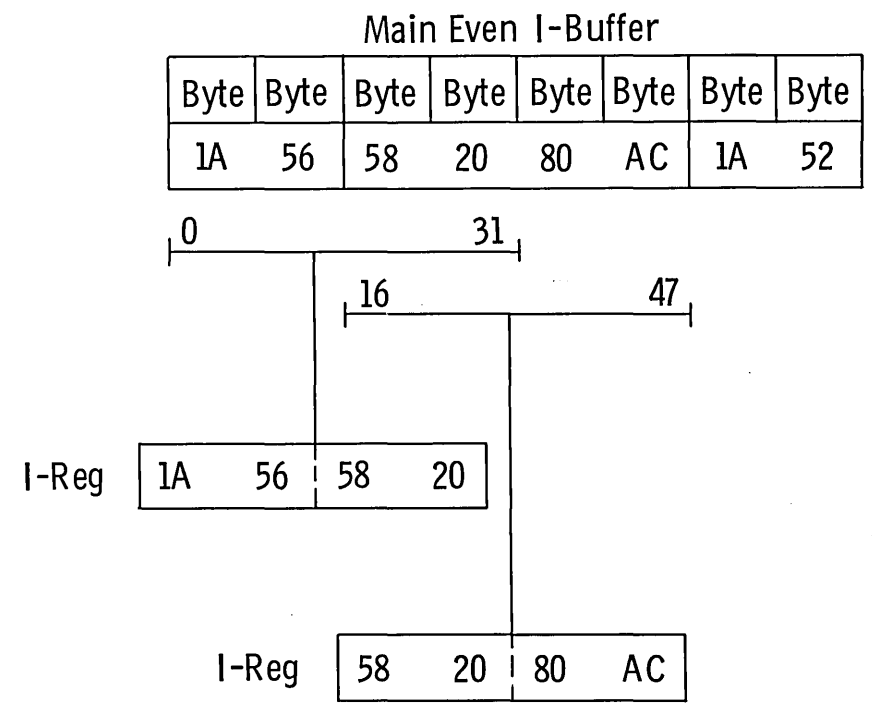 Main Even I-Buffer
Byte Byte Byte Byte Byte Byte Byte Byte
1A 56 58 20 80 AC 1A 52
0 31
16 47
I-Reg 1A 56 58 20
I-Reg 58 20 80 AC